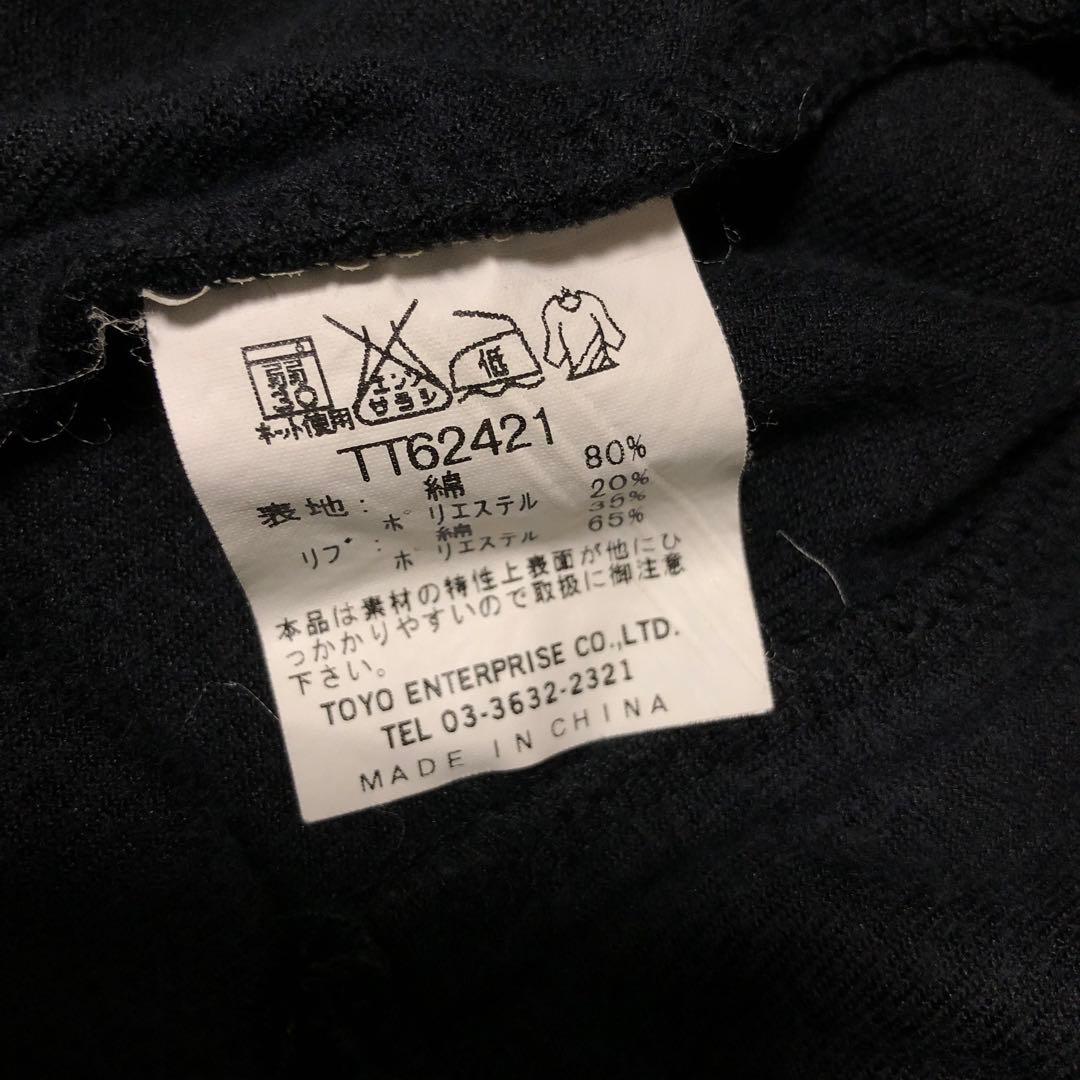 弱
30
ネット使用
エンソ
サラシ
低
TT62421
表地: 綿 80%
ポリエステル 20%
リブ: 綿 35%
ポリエステル 65%
本品は素材の特性上表面が他にひ
っかかりやすいので取扱に御注意
下さい。
TOYO ENTERPRISE CO.,LTD.
TEL 03-3632-2321
MADE IN CHINA